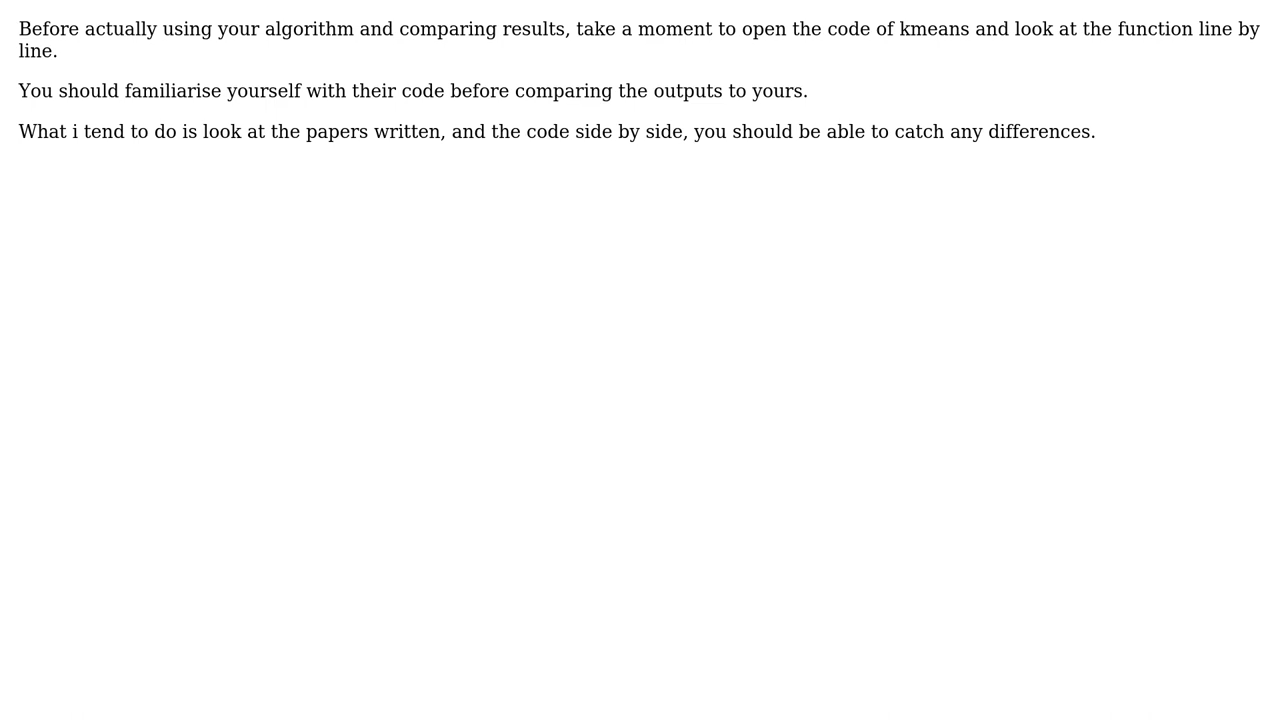 Before actually using your algorithm and comparing results, take a moment to open the code of kmeans and look at the function line by
line.
You should familiarise yourself with their code before comparing the outputs to yours.
What i tend to do is look at the papers written, and the code side by side, you should be able to catch any differences.